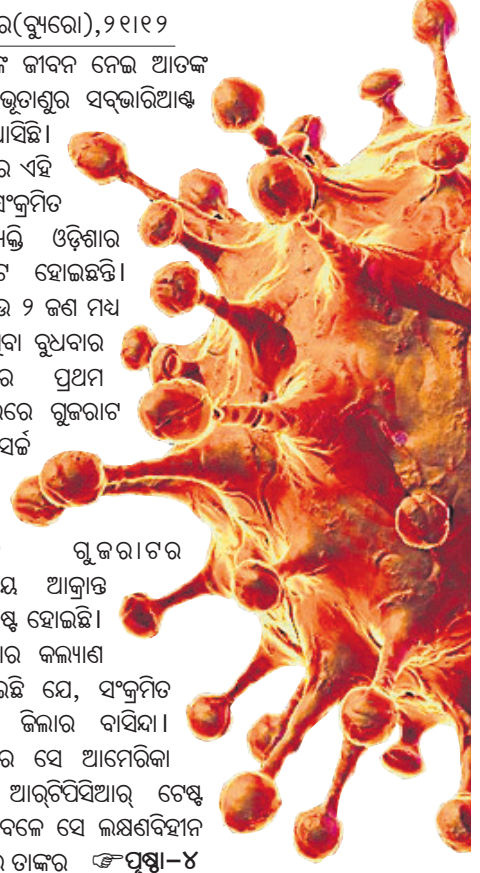 ର(ବ୍ୟୁରୋ),୨୧।୧୨
ଙ୍କ ଜୀବନ ନେଇ ଆତଙ୍କ
ଭୂତାଣୁର ସବ୍‌ଭାରିଆଣ୍ଟ
ଆସିଛି।
ର ଏହି
ସଂକ୍ରମିତ
ଓଡ଼ିଶାର
ହୋଇଛନ୍ତି।
୨ ଜଣ ମଧ୍ୟ
ବୁଧବାର
ର ପ୍ରଥମ
ଗୁଜରାଟ
ଗୁଜରାଟର
ୟ ଆକ୍ରାନ୍ତ
ହୋଇଛି।
କଲ୍ୟାଣ
ଯେ, ସଂକ୍ରମିତ
ଜିଲାର ବାସିନ୍ଦା।
ର ସେ ଆମେରିକା
ଆର୍‌ଟିପିସିଆର୍ ଟେଷ୍ଟ
ବେଳେ ସେ ଲକ୍ଷଣବିହୀନ
ତାଙ୍କର ☞ପୃଷ୍ଠା–୪